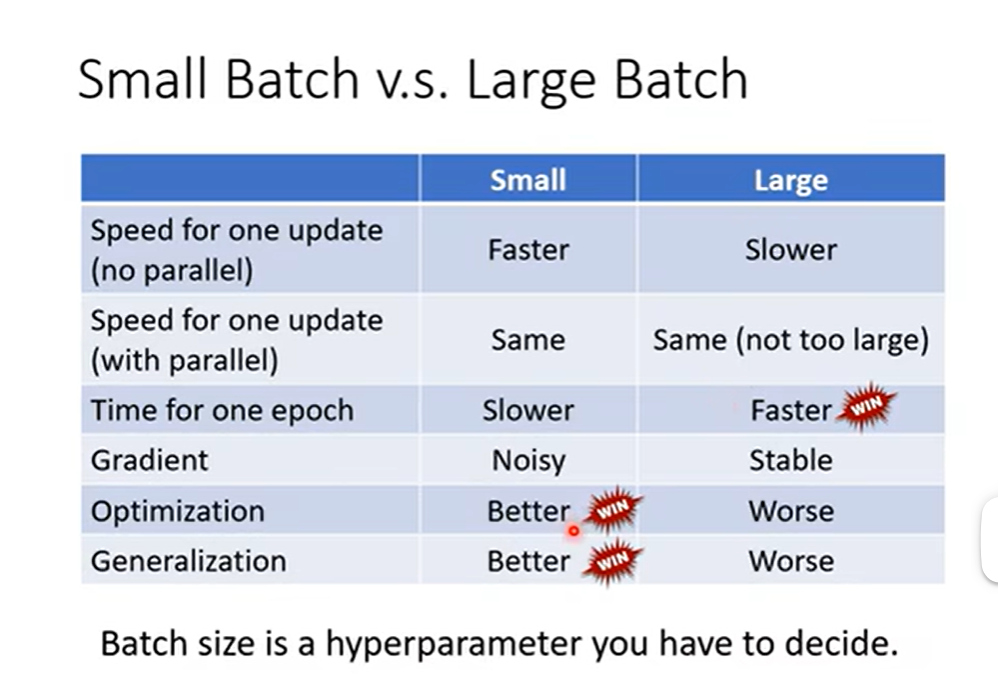 Small Batch v.s. Large Batch
Small Large
Speed for one update
(no parallel)
Faster Slower
Speed for one update
(with parallel)
Same Same (not too large)
Time for one epoch Slower Faster WIN
Gradient Noisy Stable
Optimization Better WIN Worse
Generalization Better WIN Worse
Batch size is a hyperparameter you have to decide.